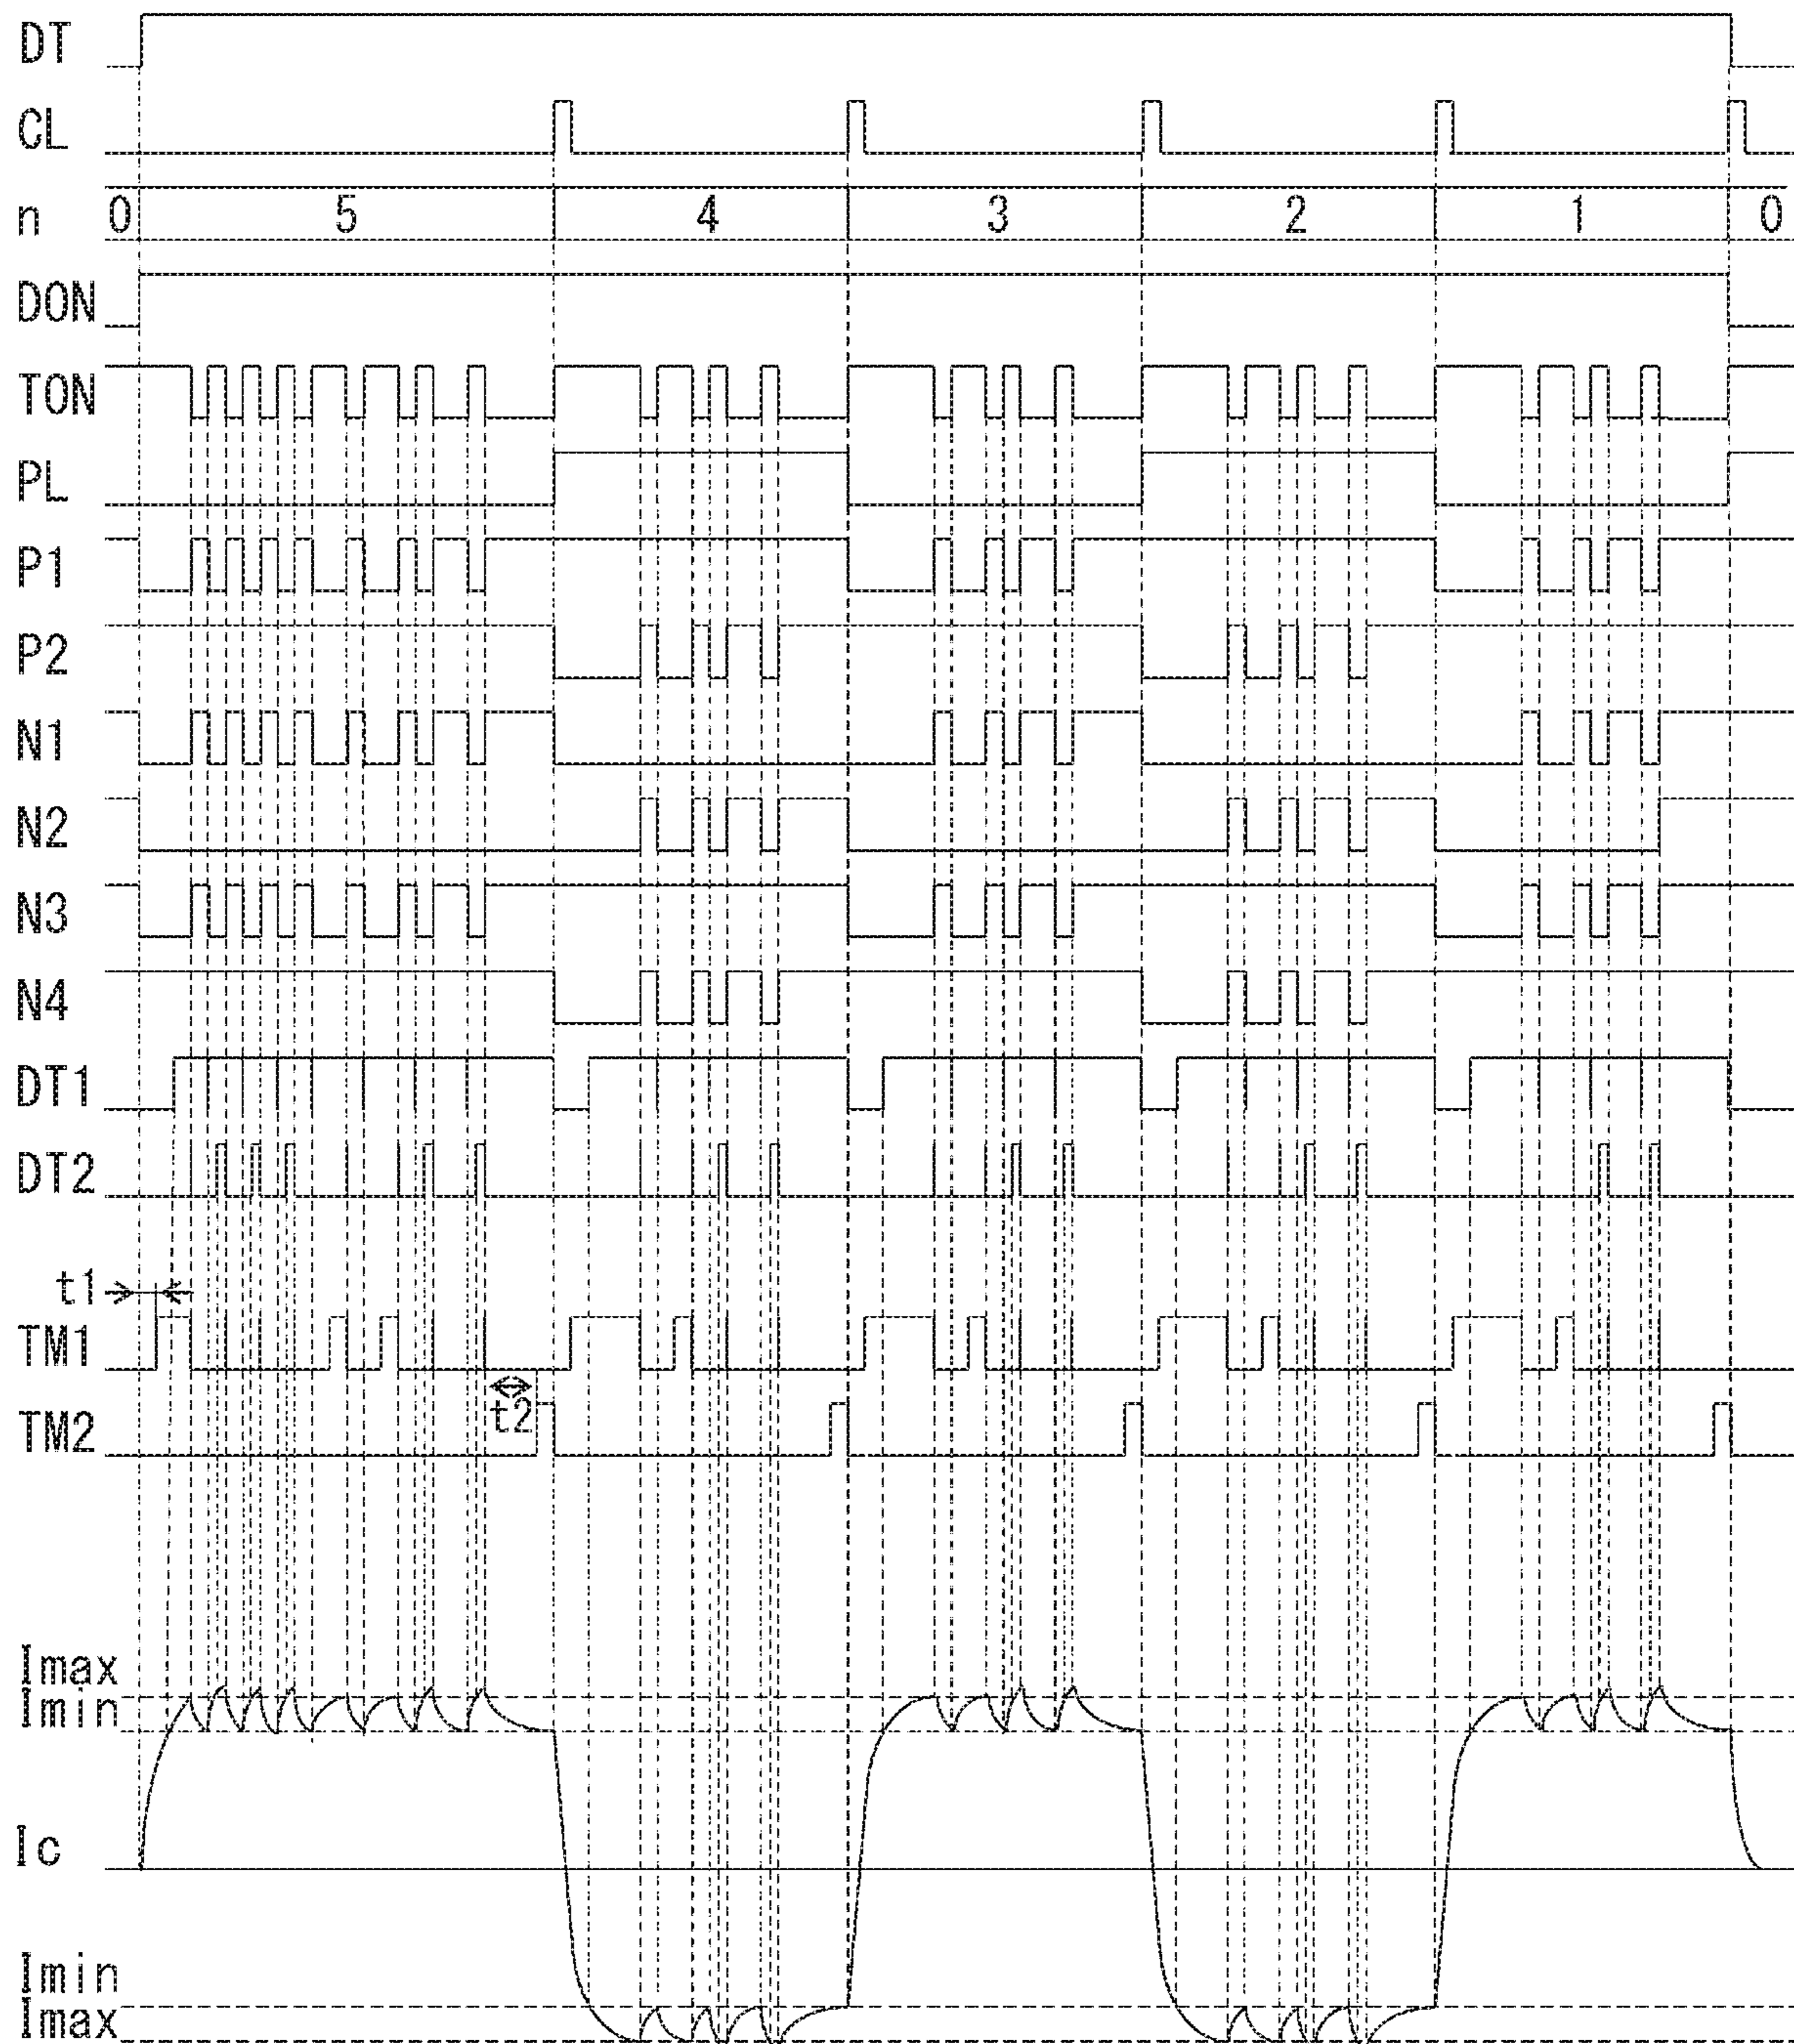 DT
CL
n 0 5 4 3 2 1 0
DON
TON
PL
P1
P2
N1
N2
N3
N4
DT1
DT2
t1
TM1
t2
TM2
Imax
Imin
Ic
Imin
Imax